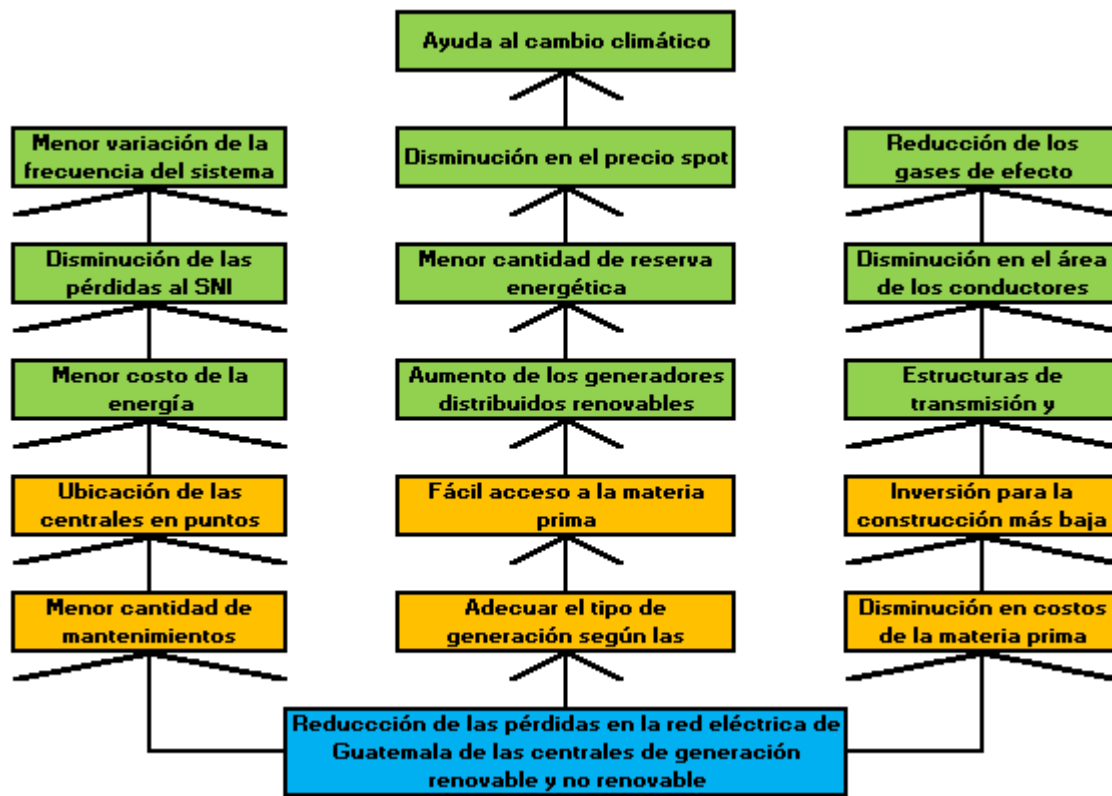 Ayuda al cambio climático
Menor variación de la
frecuencia del sistema
Disminución en el precio spot
Reducción de los
gases de efecto
Disminución de las
pérdidas al SNI
Menor cantidad de reserva
energética
Disminución en el área
de los conductores
Menor costo de la
energía
Aumento de los generadores
distribuidos renovables
Estructuras de
transmisión y
Ubicación de las
centrales en puntos
Fácil acceso a la materia
prima
Inversión para la
construcción más baja
Menor cantidad de
mantenimientos
Adecuar el tipo de
generación según las
Disminución en costos
de la materia prima
Reduccción de las pérdidas en la red eléctrica de
Guatemala de las centrales de generación
renovable y no renovable